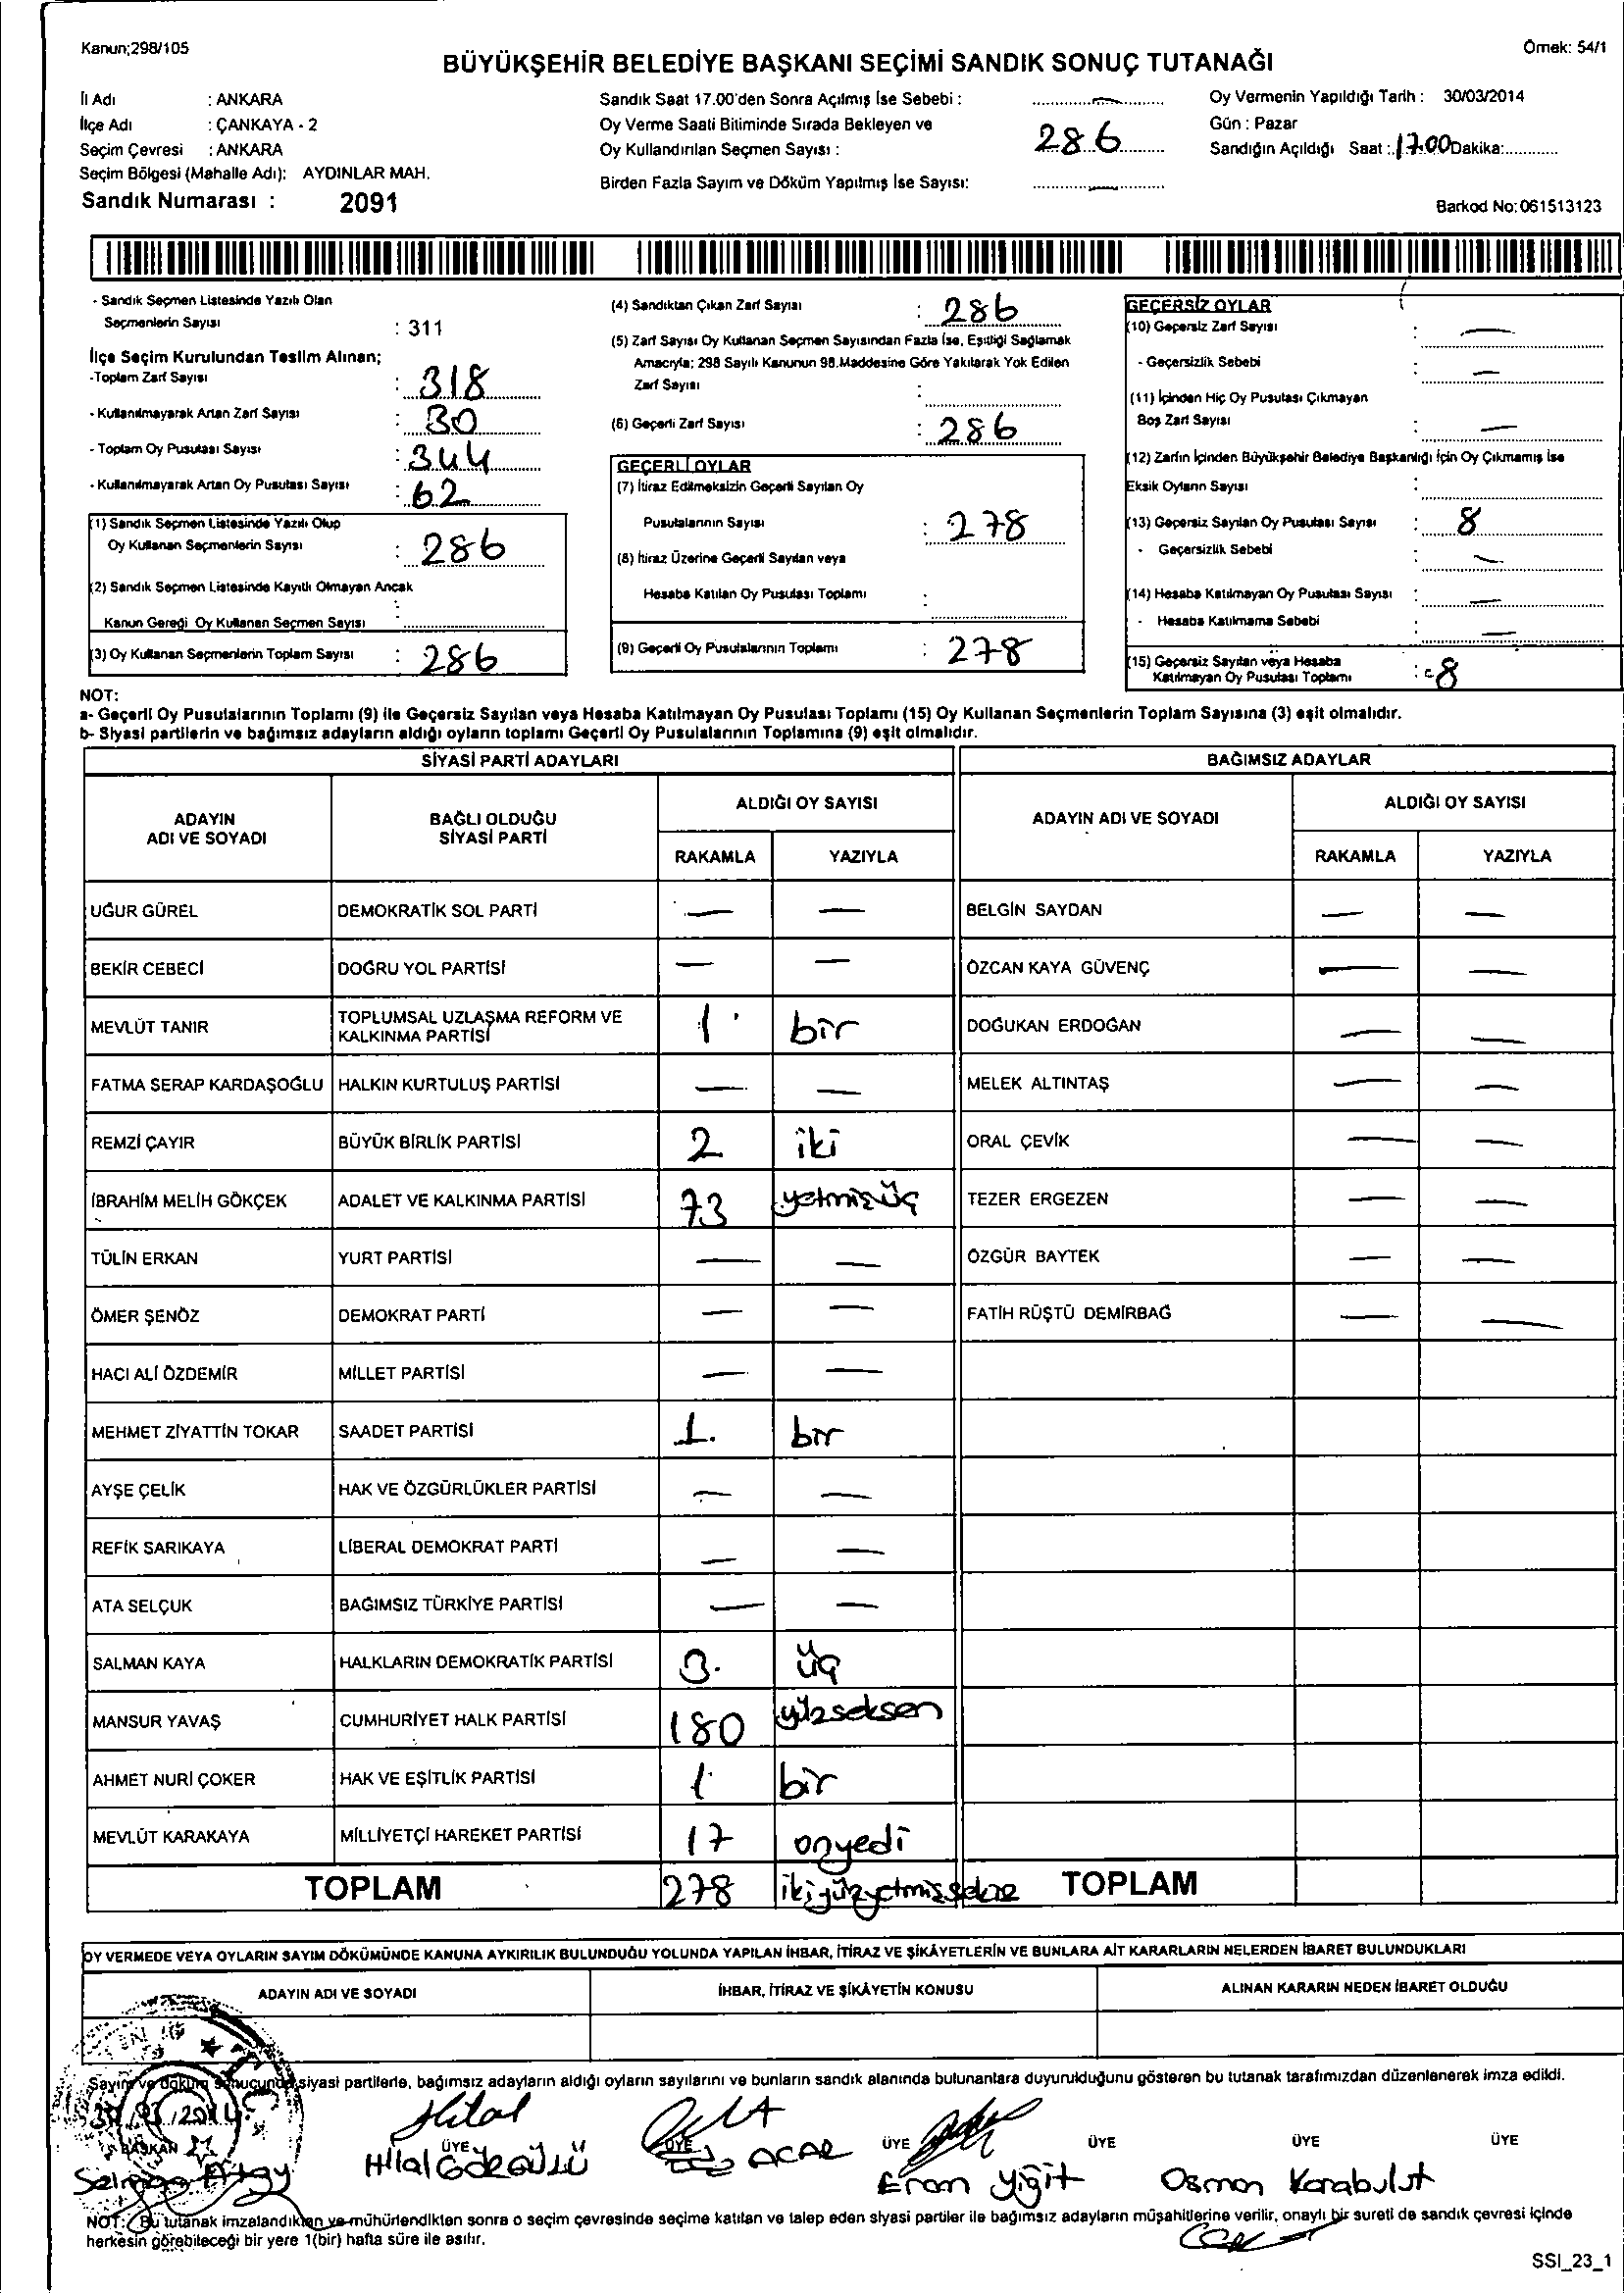 Kanun;298/105
Örnek: 54/1
BÜYÜKŞEHİR BELEDİYE BAŞKANI SEÇİMİ SANDIK SONUÇ TUTANAĞI
İl Adı : ANKARA
İlçe Adı : ÇANKAYA - 2
Seçim Çevresi : ANKARA
Seçim Bölgesi (Mahalle Adı): AYDINLAR MAH.
Sandık Numarası : 2091
Sandık Saat 17.00'den Sonra Açılmış İse Sebebi : —
Oy Verme Saati Bitiminde Sırada Bekleyen ve
Oy Kullandırılan Seçmen Sayısı : 286
Birden Fazla Sayım ve Döküm Yapılmış İse Sayısı: —
Oy Vermenin Yapıldığı Tarih : 30/03/2014
Gün : Pazar
Sandığın Açıldığı Saat : 17.00 Dakika:
Barkod No: 061513123
- Sandık Seçmen Listesinde Yazılı Olan
Seçmenlerin Sayısı : 311
İlçe Seçim Kurulundan Teslim Alınan;
-Toplam Zarf Sayısı : 318
- Kullanılmayarak Artan Zarf Sayısı : 30
- Toplam Oy Pusulası Sayısı : 344
- Kullanılmayarak Artan Oy Pusulası Sayısı : 62
(1) Sandık Seçmen Listesinde Yazılı Olup
Oy Kullanan Seçmenlerin Sayısı : 286
(2) Sandık Seçmen Listesinde Kayıtlı Olmayan Ancak
Kanun Gereği Oy Kullanan Seçmen Sayısı :
(3) Oy Kullanan Seçmenlerin Toplam Sayısı : 286
(4) Sandıktan Çıkan Zarf Sayısı : 286
(5) Zarf Sayısı Oy Kullanan Seçmen Sayısından Fazla İse, Eşitliği Sağlamak
Amacıyla; 298 Sayılı Kanunun 98.Maddesine Göre Yakılarak Yok Edilen
Zarf Sayısı :
(6) Geçerli Zarf Sayısı : 286
GEÇERLİ OYLAR
(7) İtiraz Edilmeksizin Geçerli Sayılan Oy
Pusulalarının Sayısı : 278
(8) İtiraz Üzerine Geçerli Sayılan veya
Hesaba Katılan Oy Pusulası Toplamı :
(9) Geçerli Oy Pusulalarının Toplamı : 278
GEÇERSİZ OYLAR
(10) Geçersiz Zarf Sayısı : —
- Geçersizlik Sebebi : —
(11) İçinden Hiç Oy Pusulası Çıkmayan
Boş Zarf Sayısı : —
(12) Zarfın İçinden Büyükşehir Belediye Başkanlığı İçin Oy Çıkmamış İse
Eksik Oyların Sayısı :
(13) Geçersiz Sayılan Oy Pusulası Sayısı : 8
- Geçersizlik Sebebi : —
(14) Hesaba Katılmayan Oy Pusulası Sayısı : —
- Hesaba Katılmama Sebebi : —
(15) Geçersiz Sayılan veya Hesaba
Katılmayan Oy Pusulası Toplamı : 8
NOT:
a- Geçerli Oy Pusulalarının Toplamı (9) ile Geçersiz Sayılan veya Hesaba Katılmayan Oy Pusulası Toplamı (15) Oy Kullanan Seçmenlerin Toplam Sayısına (3) eşit olmalıdır.
b- Siyasi partilerin ve bağımsız adayların aldığı oyların toplamı Geçerli Oy Pusulalarının Toplamına (9) eşit olmalıdır.
SİYASİ PARTİ ADAYLARI BAĞIMSIZ ADAYLAR
ADAYIN ADI VE SOYADI BAĞLI OLDUĞU SİYASİ PARTİ ALDIĞI OY SAYISI ADAYIN ADI VE SOYADI ALDIĞI OY SAYISI
RAKAMLA YAZIYLA RAKAMLA YAZIYLA
UĞUR GÜREL DEMOKRATİK SOL PARTİ — — BELGİN SAYDAN — —
BEKİR CEBECİ DOĞRU YOL PARTİSİ — — ÖZCAN KAYA GÜVENÇ — —
MEVLÜT TANIR TOPLUMSAL UZLAŞMA REFORM VE KALKINMA PARTİSİ 1 bir DOĞUKAN ERDOĞAN — —
FATMA SERAP KARDAŞOĞLU HALKIN KURTULUŞ PARTİSİ — — MELEK ALTINTAŞ — —
REMZİ ÇAYIR BÜYÜK BİRLİK PARTİSİ 2 iki ORAL ÇEVİK — —
İBRAHİM MELİH GÖKÇEK ADALET VE KALKINMA PARTİSİ 73 yetmişüç TEZER ERGEZEN — —
TÜLİN ERKAN YURT PARTİSİ — — ÖZGÜR BAYTEK — —
ÖMER ŞENÖZ DEMOKRAT PARTİ — — FATİH RÜŞTÜ DEMİRBAĞ — —
HACI ALİ ÖZDEMİR MİLLET PARTİSİ — —
MEHMET ZİYATTİN TOKAR SAADET PARTİSİ 1. bir
AYŞE ÇELİK HAK VE ÖZGÜRLÜKLER PARTİSİ — —
REFİK SARIKAYA LİBERAL DEMOKRAT PARTİ — —
ATA SELÇUK BAĞIMSIZ TÜRKİYE PARTİSİ — —
SALMAN KAYA HALKLARIN DEMOKRATİK PARTİSİ 3. üç
MANSUR YAVAŞ CUMHURİYET HALK PARTİSİ 180 yüzseksen
AHMET NURİ ÇOKER HAK VE EŞİTLİK PARTİSİ 1 bir
MEVLÜT KARAKAYA MİLLİYETÇİ HAREKET PARTİSİ 17 onyedi
TOPLAM 278 ikiyüzyetmişsekiz TOPLAM
OY VERMEDE VEYA OYLARIN SAYIM DÖKÜMÜNDE KANUNA AYKIRILIK BULUNDUĞU YOLUNDA YAPILAN İHBAR, İTİRAZ VE ŞİKÂYETLERİN VE BUNLARA AİT KARARLARIN NELERDEN İBARET BULUNDUKLARI
ADAYIN ADI VE SOYADI İHBAR, İTİRAZ VE ŞİKÂYETİN KONUSU ALINAN KARARIN NEDEN İBARET OLDUĞU
Sayım ve döküm sonucunda siyasi partilerle, bağımsız adayların aldığı oyların sayılarını ve bunların sandık alanında bulunanlara duyurulduğunu gösteren bu tutanak tarafımızdan düzenlenerek imza edildi.
30/03/2014 Hilal
BAŞKAN ÜYE ÜYE ÜYE ÜYE ÜYE ÜYE
Atay Hilal ACAR Eren Yiğit Osman Karabulut
NOT: Bu tutanak imzalandıktan ve mühürlendikten sonra o seçim çevresinde seçime katılan ve talep eden siyasi partiler ile bağımsız adayların müşahitlerine verilir, onaylı bir sureti de sandık çevresi içinde
herkesin görebileceği bir yere 1(bir) hafta süre ile asılır.
SSI_23_1